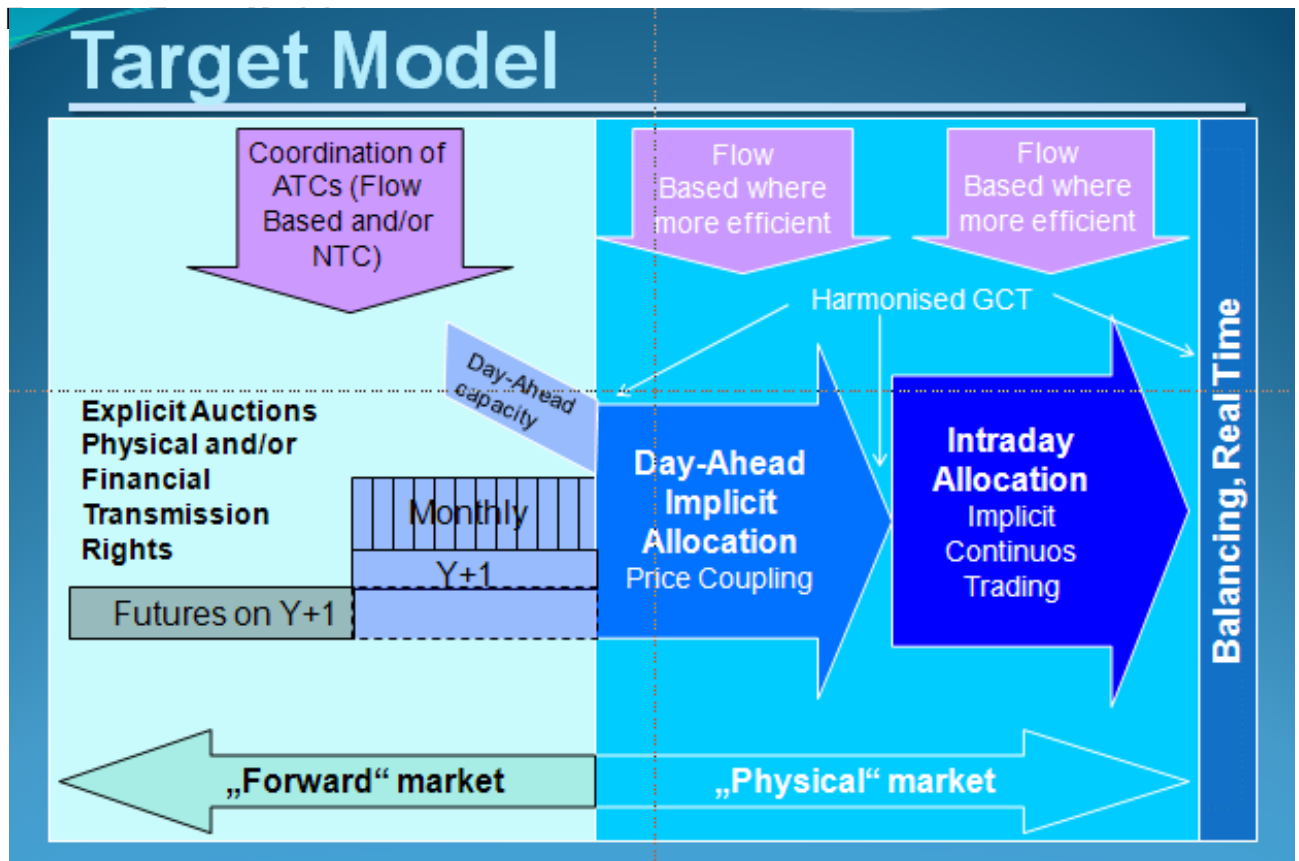 Target Model
Coordination of
ATCs (Flow
Based and/or
NTC)
Flow
Based where
more efficient
Flow
Based where
more efficient
Harmonised GCT
Day-Ahead
capacity
Explicit Auctions
Physical and/or
Financial
Transmission
Rights
Monthly
Y+1
Futures on Y+1
Day-Ahead
Implicit
Allocation
Price Coupling
Intraday
Allocation
Implicit
Continuos
Trading
Balancing, Real Time
„Forward“ market
„Physical“ market